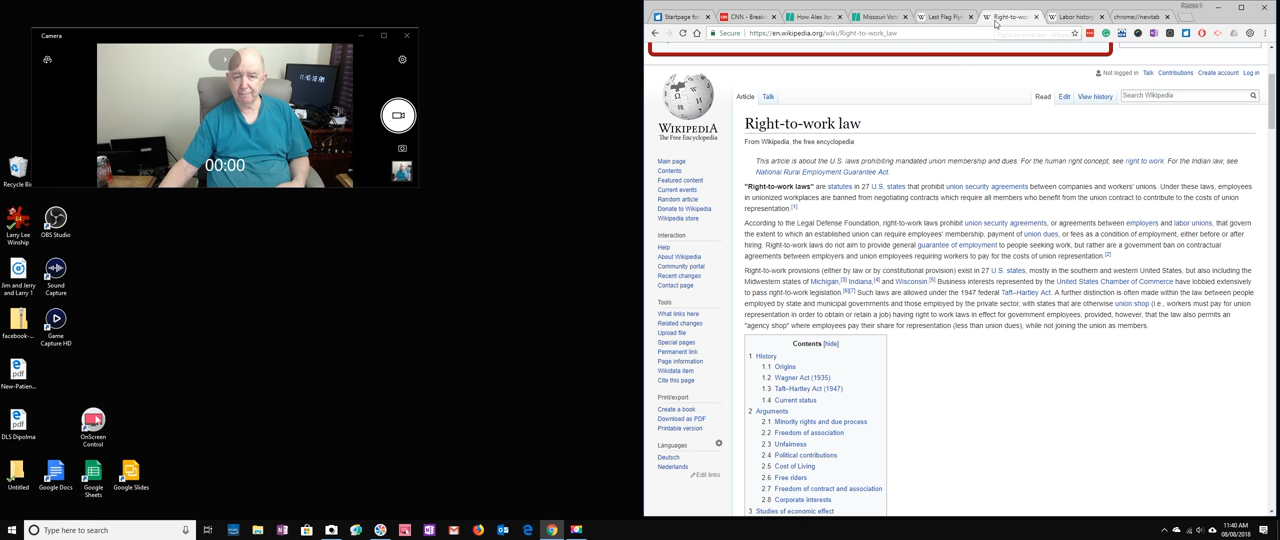 Camera
00:00
Recycle Bin
Larry Lee
Winship
OBS Studio
Jim and Jerry
and Larry 1
Sound
Capture
facebook-...
Game
Capture HD
New-Patien...
DLS Diploma
OnScreen
Control
Untitled
Google Docs
Google
Sheets
Google Slides
Type here to search
Startpage for
CNN - Break
How Alex Jon
Missouri Vot
Last Flag Flyi
Right-to-wor
Labor history
chrome://newtab
Secure
https://en.wikipedia.org/wiki/Right-to-work_law
Not logged in Talk Contributions Create account Log in
Article Talk Read Edit View history Search Wikipedia
WIKIPEDIA
The Free Encyclopedia
Main page
Contents
Featured content
Current events
Random article
Donate to Wikipedia
Wikipedia store
Interaction
Help
About Wikipedia
Community portal
Recent changes
Contact page
Tools
What links here
Related changes
Upload file
Special pages
Permanent link
Page information
Wikidata item
Cite this page
Print/export
Create a book
Download as PDF
Printable version
Languages
Deutsch
Nederlands
Edit links
Right-to-work law
From Wikipedia, the free encyclopedia
This article is about the U.S. laws prohibiting mandated union membership and dues. For the human right concept, see right to work. For the Indian law, see
National Rural Employment Guarantee Act.
"Right-to-work laws" are statutes in 27 U.S. states that prohibit union security agreements between companies and workers' unions. Under these laws, employees
in unionized workplaces are banned from negotiating contracts which require all members who benefit from the union contract to contribute to the costs of union
representation.[1]
According to the Legal Defense Foundation, right-to-work laws prohibit union security agreements, or agreements between employers and labor unions, that govern
the extent to which an established union can require employees' membership, payment of union dues, or fees as a condition of employment, either before or after
hiring. Right-to-work laws do not aim to provide general guarantee of employment to people seeking work, but rather are a government ban on contractual
agreements between employers and union employees requiring workers to pay for the costs of union representation.[2]
Right-to-work provisions (either by law or by constitutional provision) exist in 27 U.S. states, mostly in the southern and western United States, but also including the
Midwestern states of Michigan,[3] Indiana,[4] and Wisconsin.[5] Business interests represented by the United States Chamber of Commerce have lobbied extensively
to pass right-to-work legislation.[6][7] Such laws are allowed under the 1947 federal Taft–Hartley Act. A further distinction is often made within the law between people
employed by state and municipal governments and those employed by the private sector, with states that are otherwise union shop (i.e., workers must pay for union
representation in order to obtain or retain a job) having right to work laws in effect for government employees; provided, however, that the law also permits an
"agency shop" where employees pay their share for representation (less than union dues), while not joining the union as members.
Contents [hide]
1 History
1.1 Origins
1.2 Wagner Act (1935)
1.3 Taft–Hartley Act (1947)
1.4 Current status
2 Arguments
2.1 Minority rights and due process
2.2 Freedom of association
2.3 Unfairness
2.4 Political contributions
2.5 Cost of Living
2.6 Free riders
2.7 Freedom of contract and association
2.8 Corporate interests
3 Studies of economic effect
11:40 AM
08/08/2018